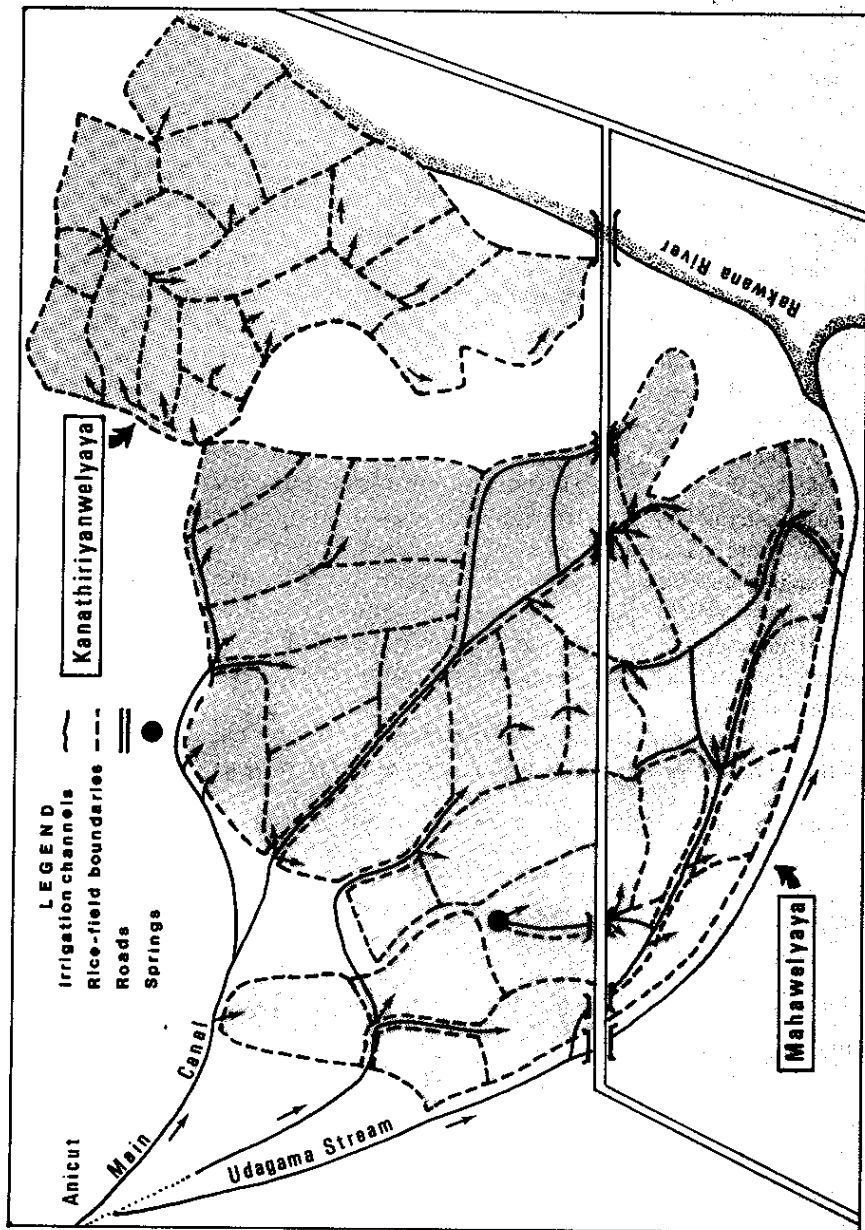 Kanathiriyanwelyaya
LEGEND
Irrigation channels
Rice-field boundaries
Roads
Springs
Anicut
Main Canal
Udagama Stream
Rakwana River
Mahawelyaya